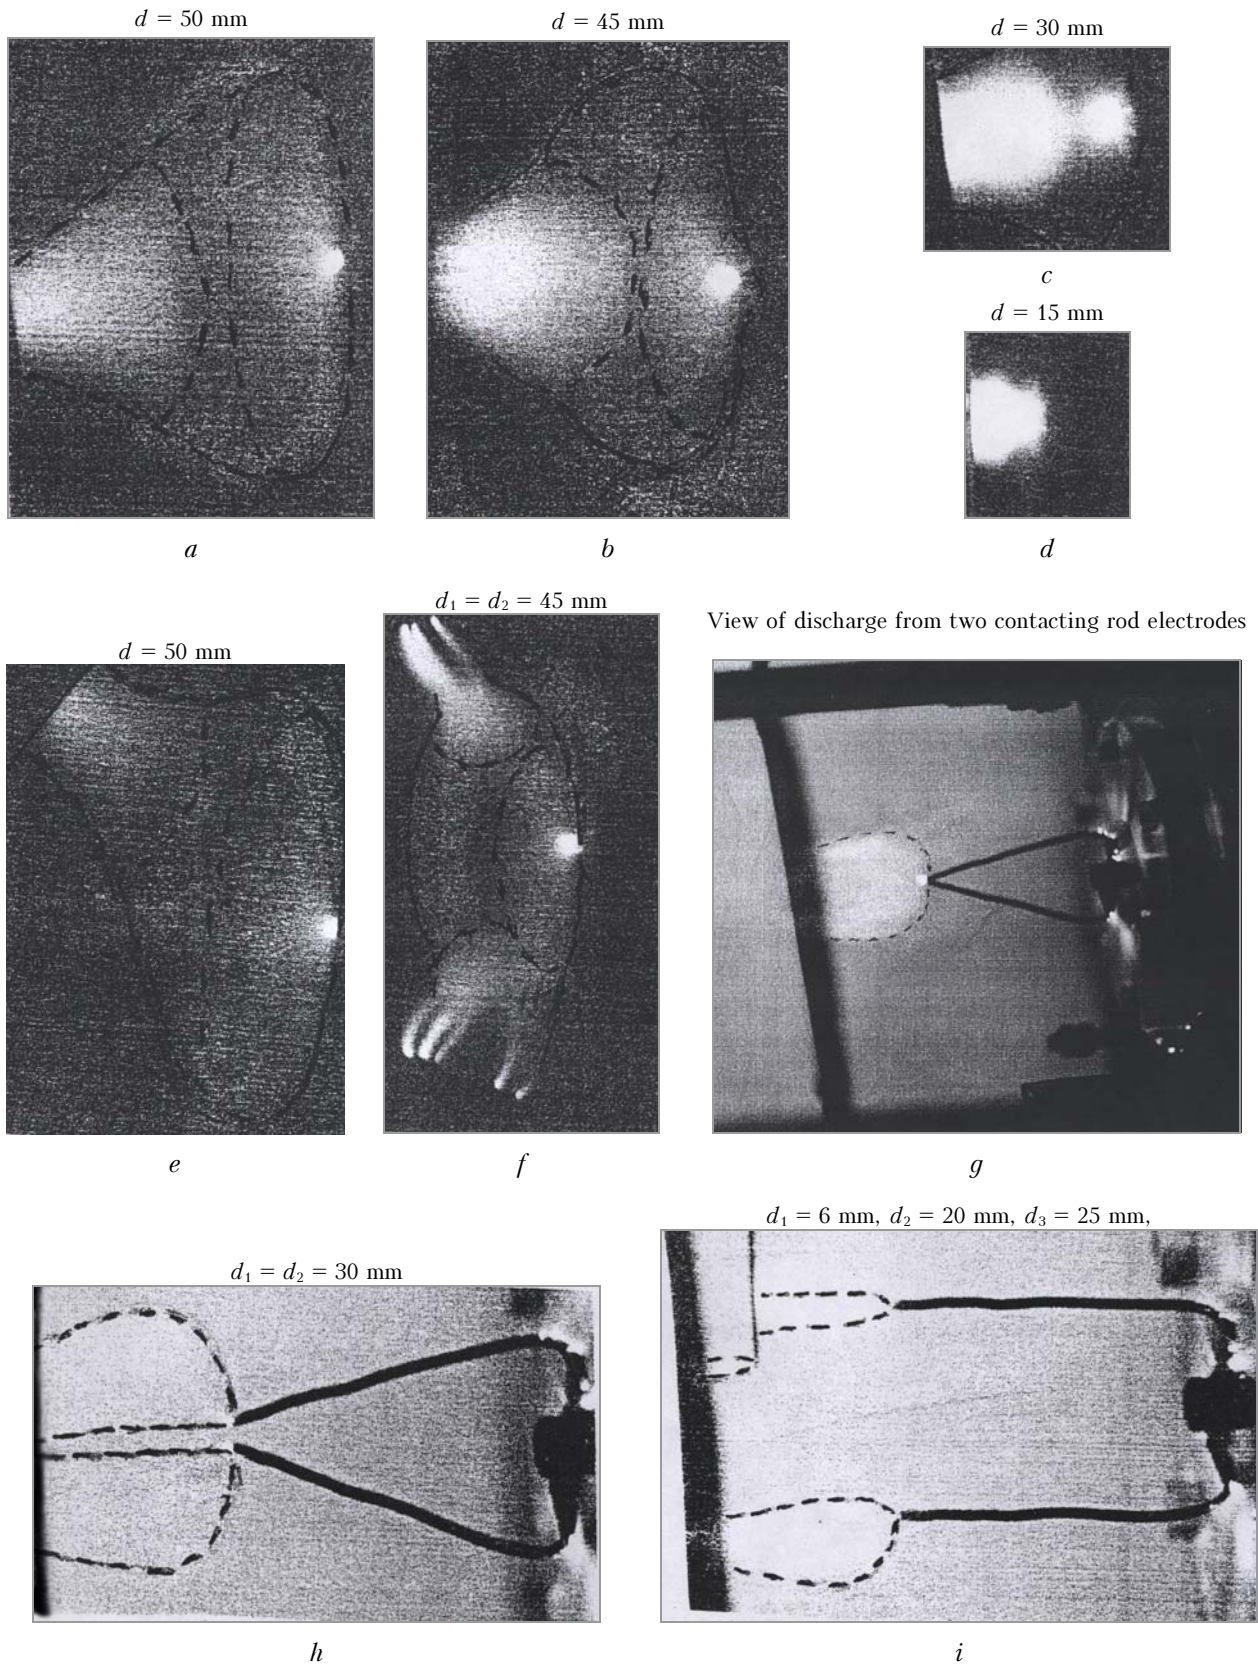 d = 50 mm
d = 45 mm
d = 30 mm
c
d = 15 mm
a
b
d
d = 50 mm
d₁ = d₂ = 45 mm
View of discharge from two contacting rod electrodes
e
f
g
d₁ = d₂ = 30 mm
d₁ = 6 mm, d₂ = 20 mm, d₃ = 25 mm,
h
i